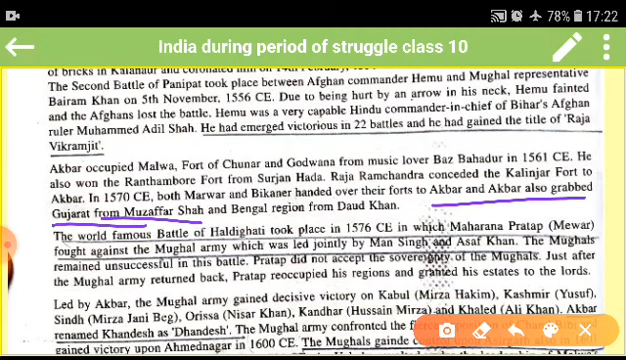 78% 17:22
India during period of struggle class 10
of bricks in Kalanaur and coronated him on 14th February,
The Second Battle of Panipat took place between Afghan commander Hemu and Mughal representative
Bairam Khan on 5th November, 1556 CE. Due to being hurt by an arrow in his neck, Hemu fainted
and the Afghans lost the battle. Hemu was a very capable Hindu commander-in-chief of Bihar's Afghan
ruler Muhammed Adil Shah. He had emerged victorious in 22 battles and he had gained the title of 'Raja
Vikramjit'.
Akbar occupied Malwa, Fort of Chunar and Godwana from music lover Baz Bahadur in 1561 CE. He
also won the Ranthambore Fort from Surjan Hada. Raja Ramchandra conceded the Kalinjar Fort to
Akbar. In 1570 CE, both Marwar and Bikaner handed over their forts to Akbar and Akbar also grabbed
Gujarat from Muzaffar Shah and Bengal region from Daud Khan.
The world famous Battle of Haldighati took place in 1576 CE in which Maharana Pratap (Mewar)
fought against the Mughal army which was led jointly by Man Singh and Asaf Khan. The Mughals
remained unsuccessful in this battle. Pratap did not accept the sovereignty of the Mughals. Just after
the Mughal army returned back, Pratap reoccupied his regions and granted his estates to the lords.
Led by Akbar, the Mughal army gained decisive victory on Kabul (Mirza Hakim), Kashmir (Yusuf),
Sindh (Mirza Jani Beg), Orissa (Nisar Khan), Kandhar (Hussain Mirza) and Khaled (Ali Khan). Akbar
renamed Khandesh as 'Dhandesh'. The Mughal army confronted the
gained victory upon Ahmednagar in 1600 CE. The Mughals gained